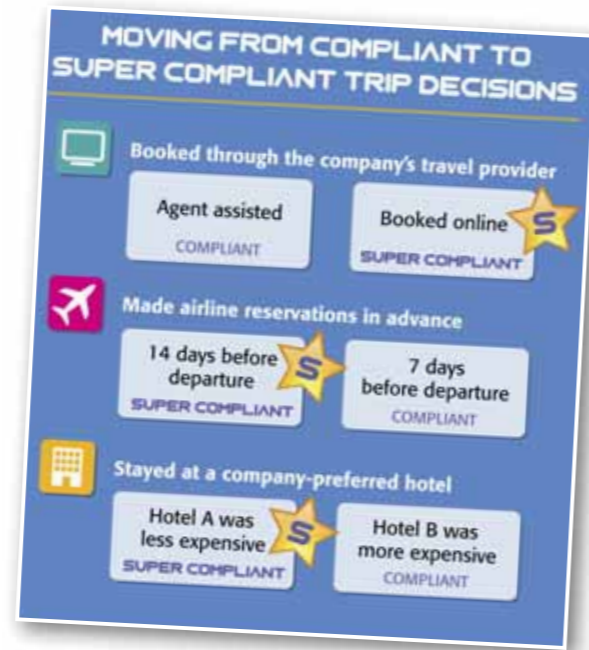 MOVING FROM COMPLIANT TO
SUPER COMPLIANT TRIP DECISIONS
Booked through the company's travel provider
Agent assisted
COMPLIANT
Booked online
S
SUPER COMPLIANT
Made airline reservations in advance
14 days before
departure
S
SUPER COMPLIANT
7 days
before departure
COMPLIANT
Stayed at a company-preferred hotel
Hotel A was
less expensive
S
SUPER COMPLIANT
Hotel B was
more expensive
COMPLIANT